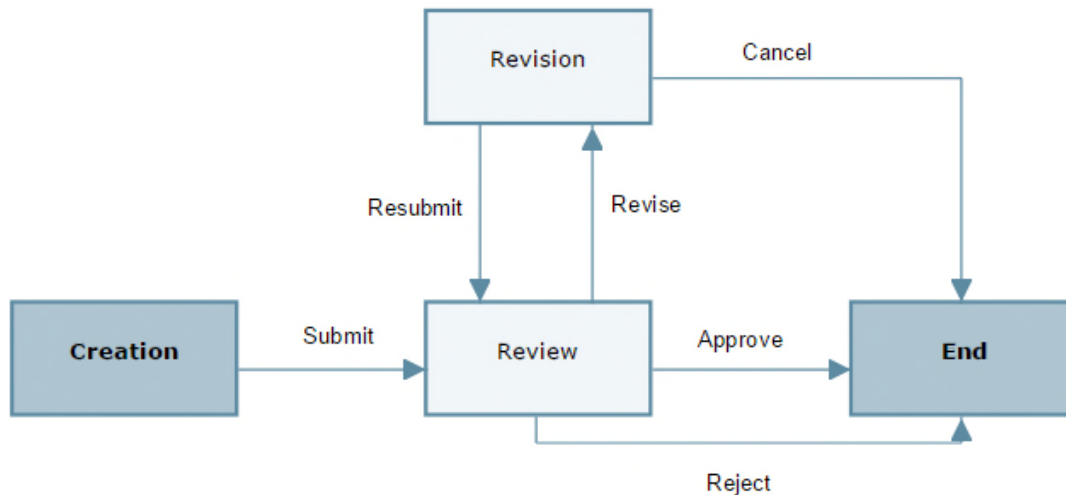 Revision
Cancel
Resubmit
Revise
Creation
Submit
Review
Approve
End
Reject